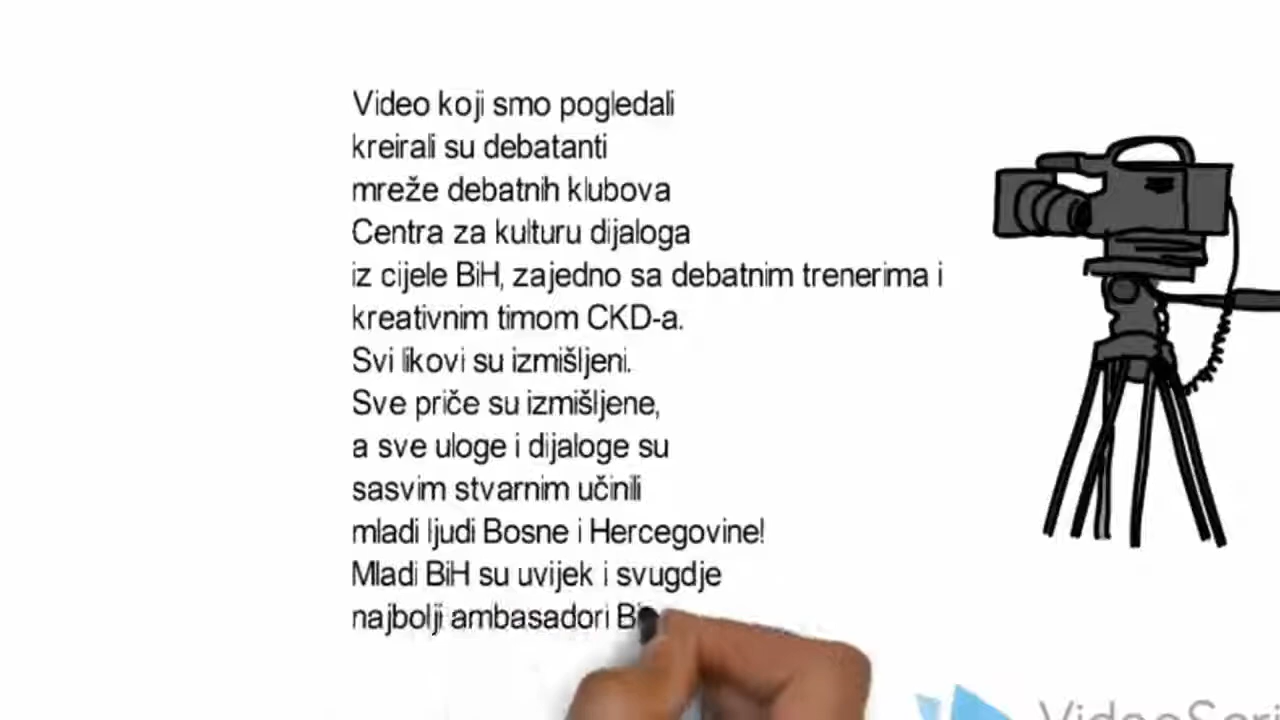 Video koji smo pogledali
kreirali su debatanti
mreže debatnih klubova
Centra za kulturu dijaloga
iz cijele BiH, zajedno sa debatnim trenerima i
kreativnim timom CKD-a.
Svi likovi su izmišljeni.
Sve priče su izmišljene,
a sve uloge i dijaloge su
sasvim stvarnim učinili
mladi ljudi Bosne i Hercegovine!
Mladi BiH su uvijek i svugdje
najbolji ambasadori